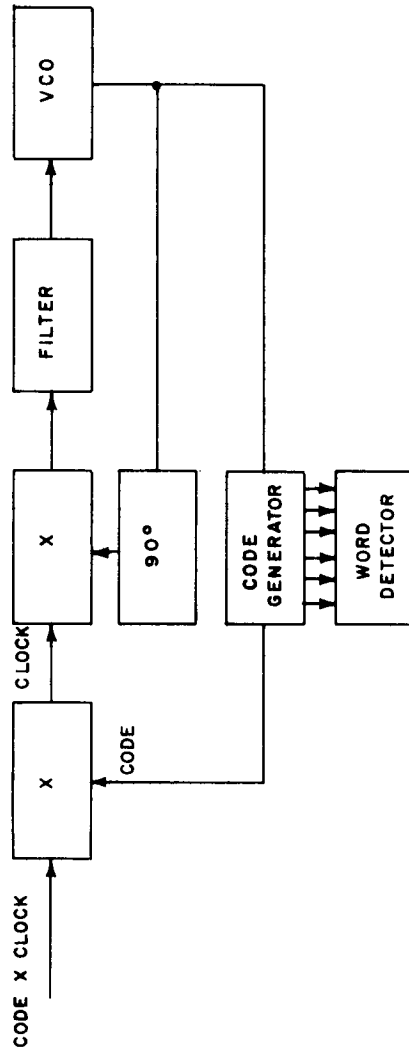 CODE X CLOCK
X
CLOCK
X
FILTER
VCO
CODE
90°
CODE
GENERATOR
WORD
DETECTOR